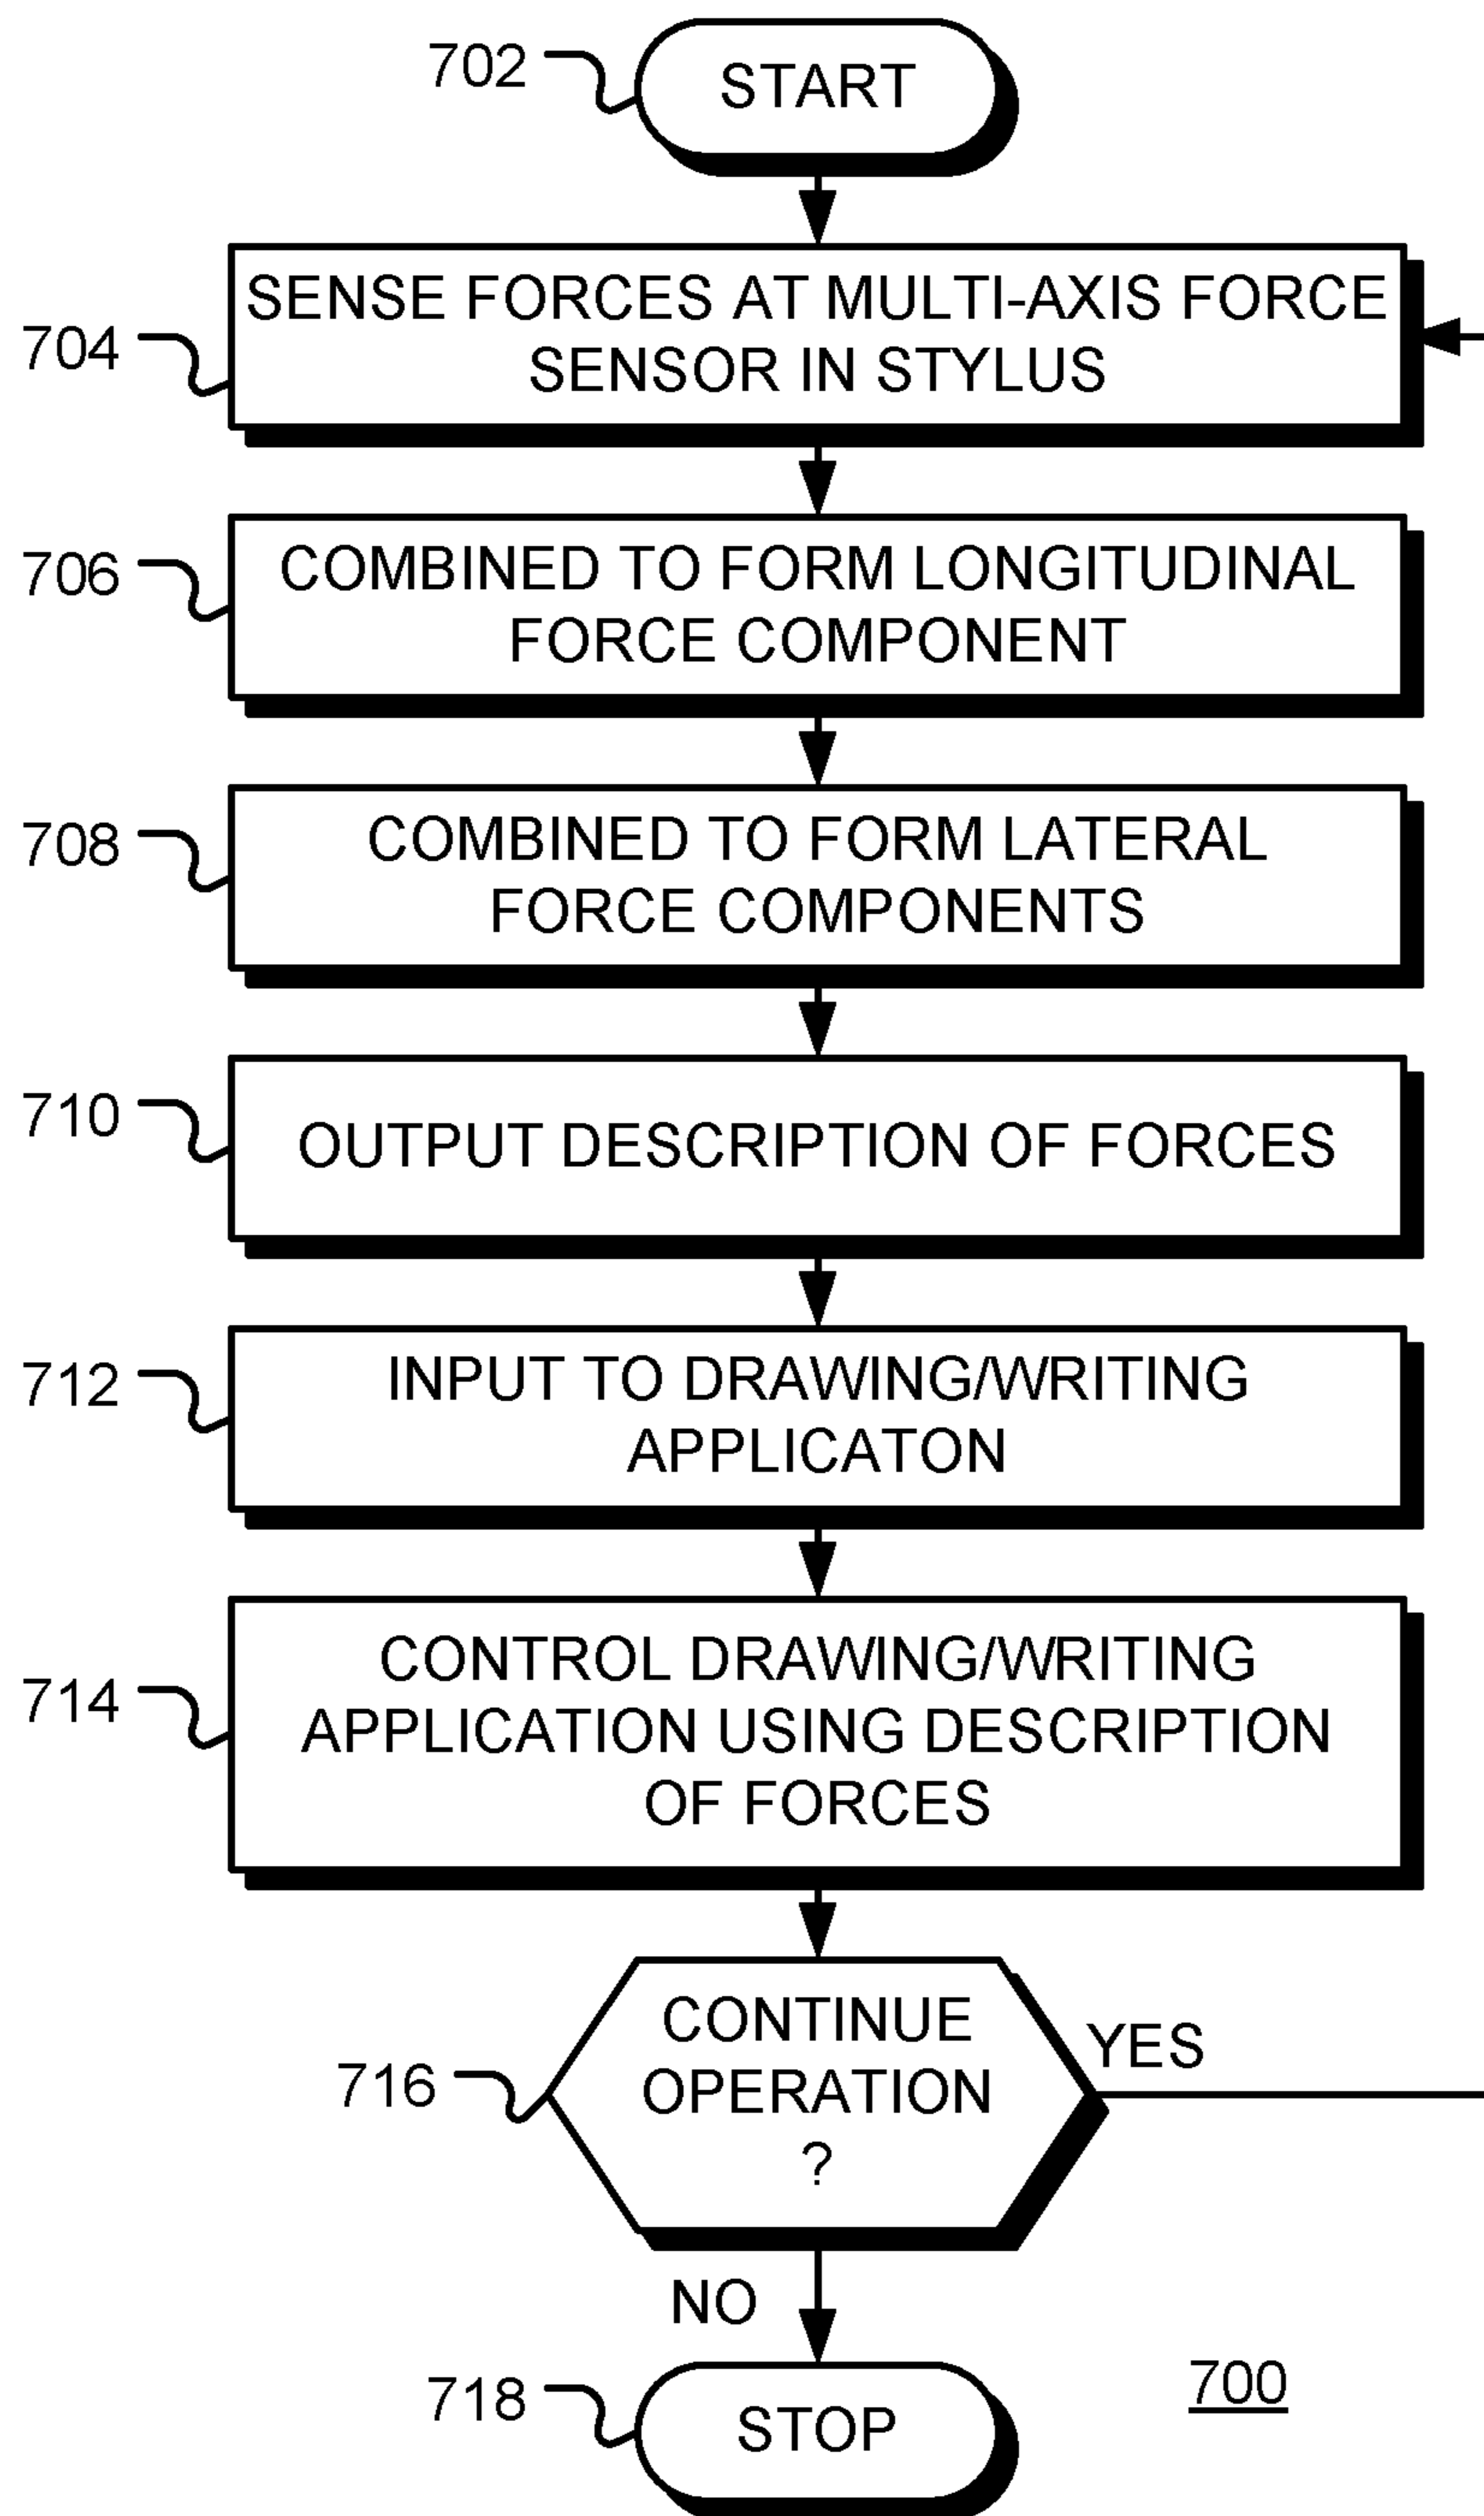 702
START
704
SENSE FORCES AT MULTI-AXIS FORCE
SENSOR IN STYLUS
706
COMBINED TO FORM LONGITUDINAL
FORCE COMPONENT
708
COMBINED TO FORM LATERAL
FORCE COMPONENTS
710
OUTPUT DESCRIPTION OF FORCES
712
INPUT TO DRAWING/WRITING
APPLICATON
714
CONTROL DRAWING/WRITING
APPLICATION USING DESCRIPTION
OF FORCES
716
CONTINUE
OPERATION
?
YES
NO
718
STOP
700